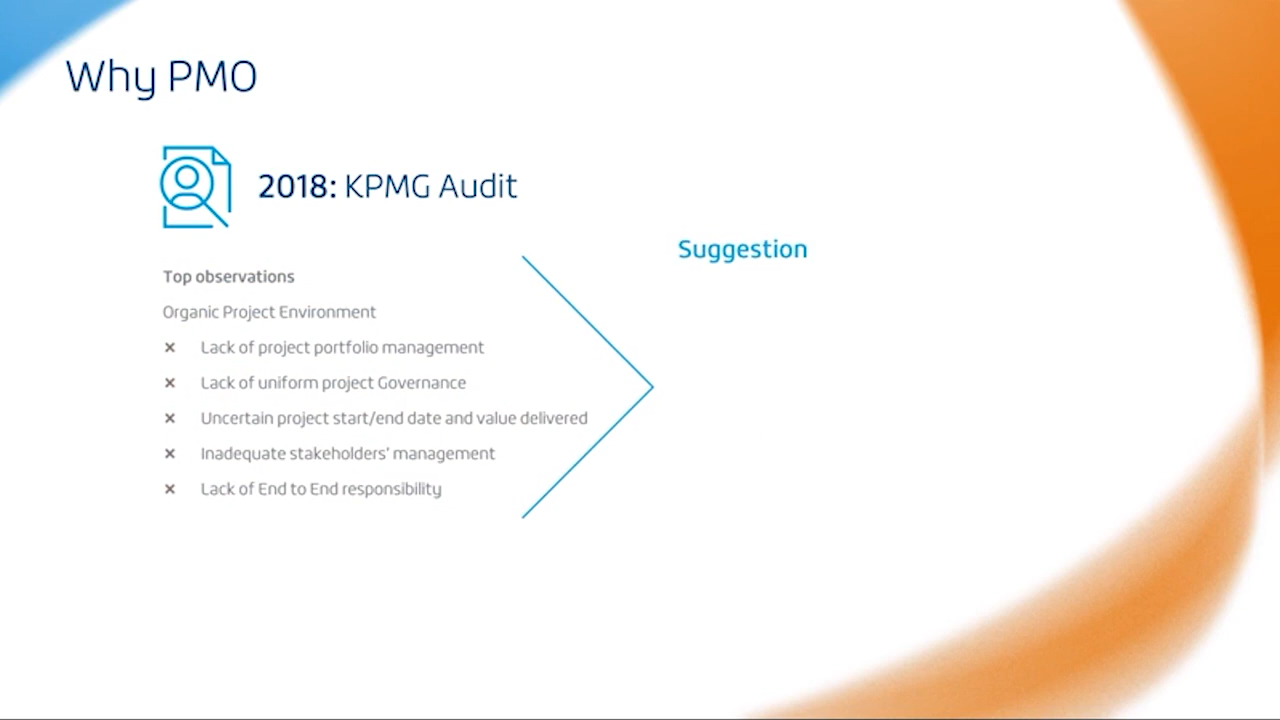 Why PMO
2018: KPMG Audit
Suggestion
Top observations
Organic Project Environment
× Lack of project portfolio management
× Lack of uniform project Governance
× Uncertain project start/end date and value delivered
× Inadequate stakeholders' management
× Lack of End to End responsibility